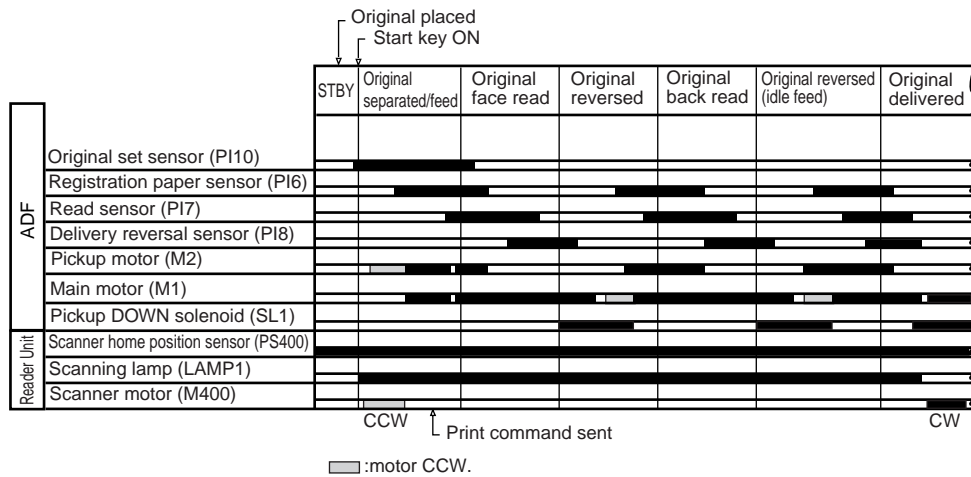 Original placed
Start key ON
STBY
Original separated/feed
Original face read
Original reversed
Original back read
Original reversed (idle feed)
Original delivered
ADF
Original set sensor (PI10)
Registration paper sensor (PI6)
Read sensor (PI7)
Delivery reversal sensor (PI8)
Pickup motor (M2)
Main motor (M1)
Pickup DOWN solenoid (SL1)
Reader Unit
Scanner home position sensor (PS400)
Scanning lamp (LAMP1)
Scanner motor (M400)
CCW
CW
Print command sent
:motor CCW.